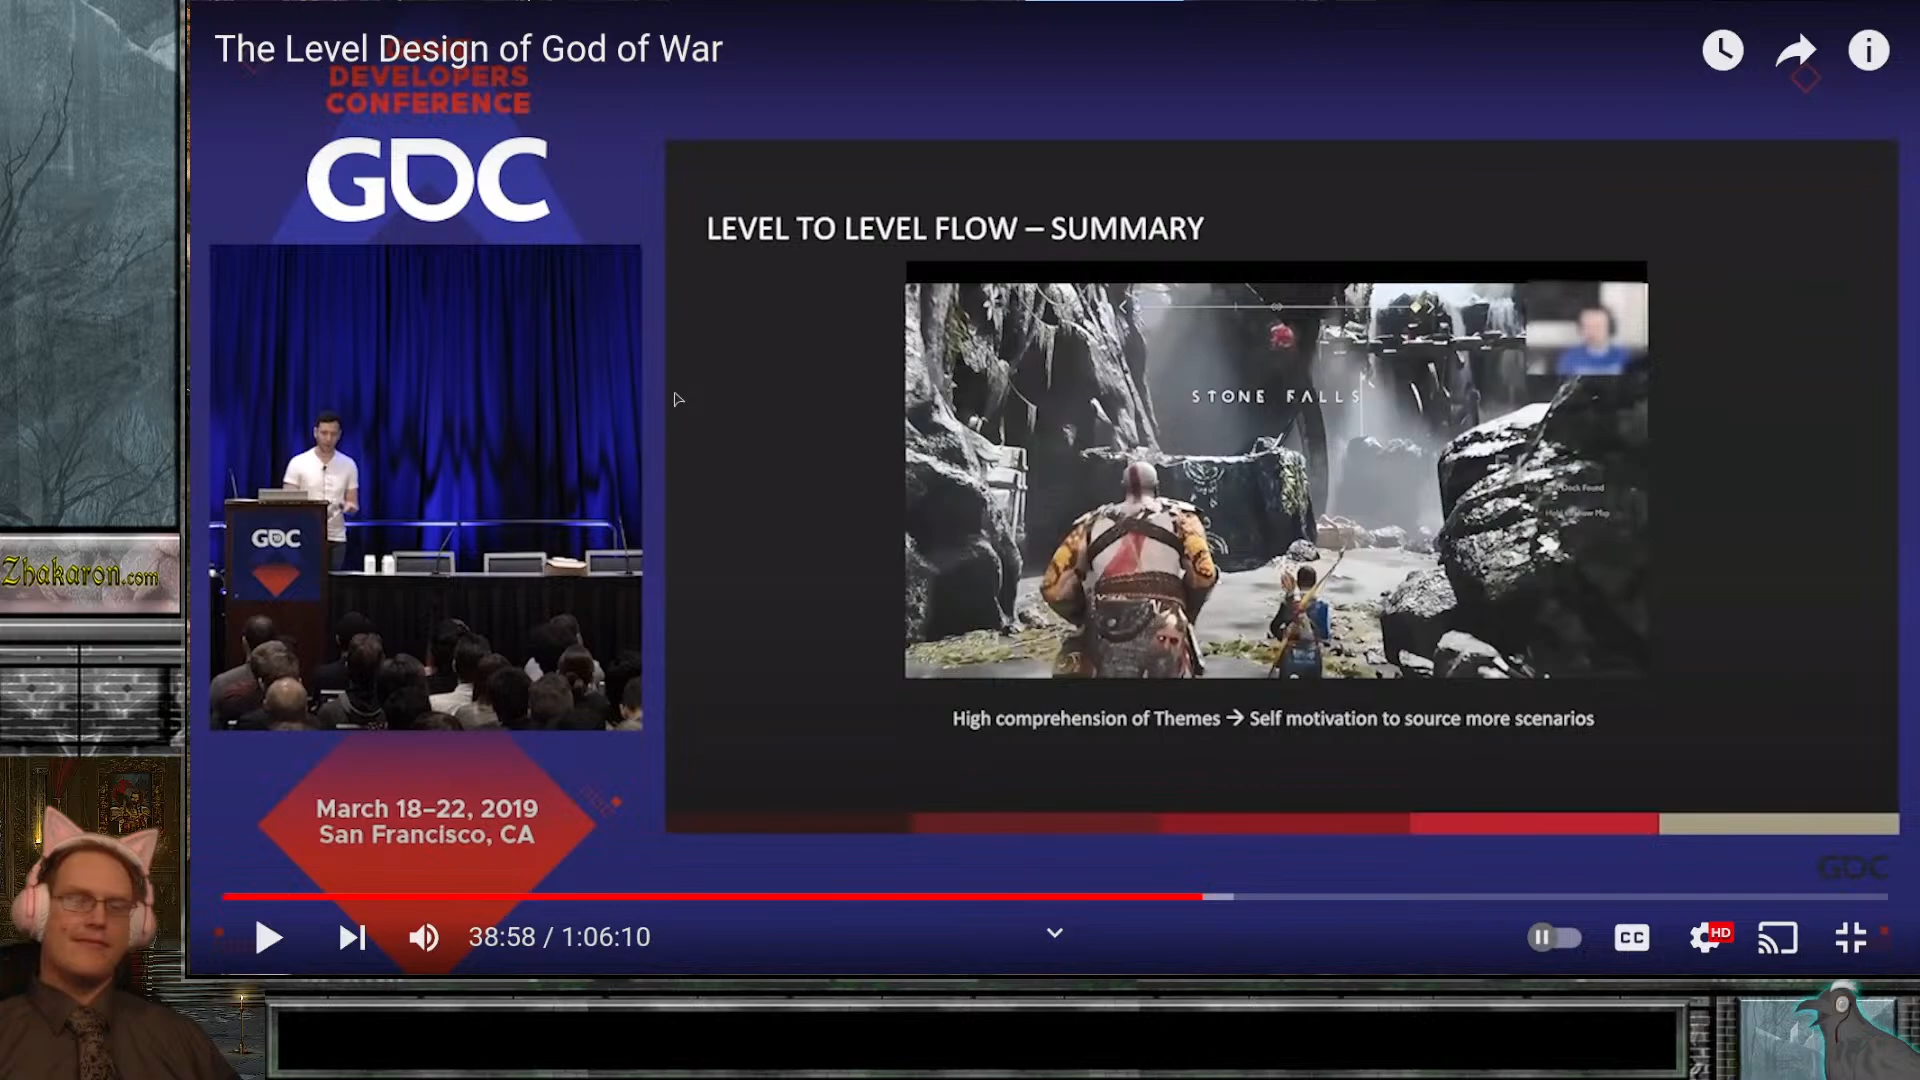 The Level Design of God of War
DEVELOPERS
CONFERENCE
GDC
LEVEL TO LEVEL FLOW – SUMMARY
STONE FALLS
High comprehension of Themes → Self motivation to source more scenarios
GDC
Zhakaron.com
March 18–22, 2019
San Francisco, CA
GDC
38:58 / 1:06:10
CC
HD